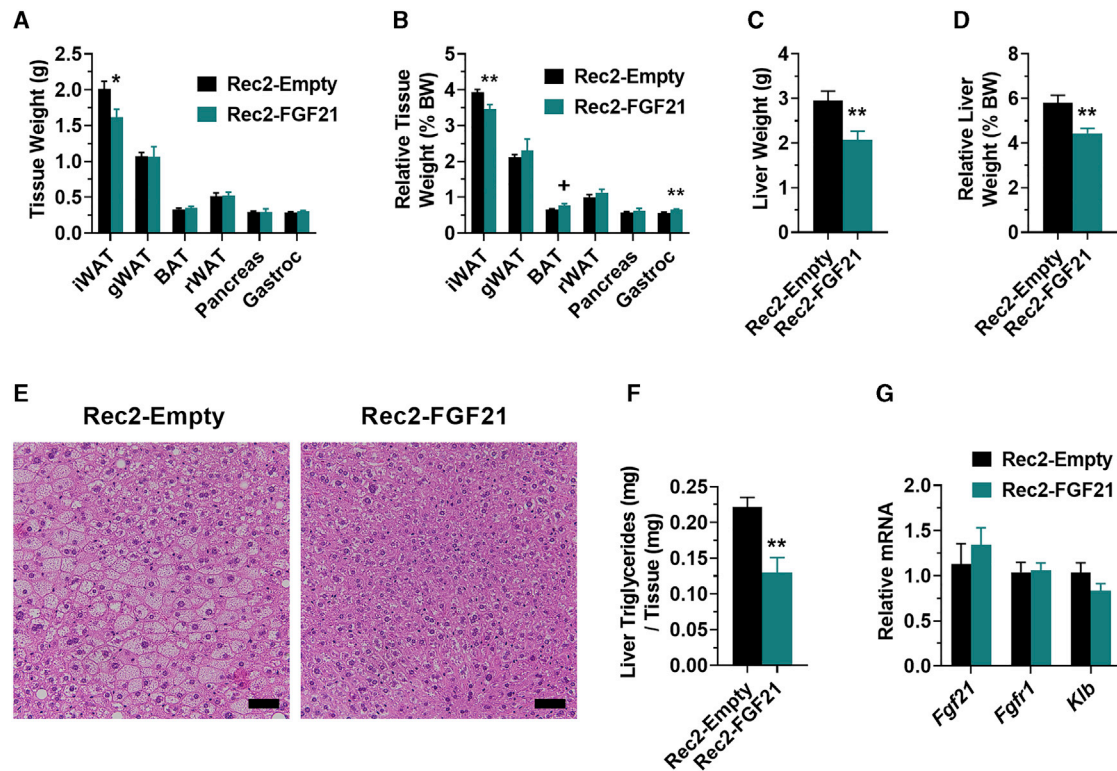 A
Tissue Weight (g)
2.5
2.0
1.5
1.0
0.5
0.0
*
Rec2-Empty
Rec2-FGF21
iWAT
gWAT
BAT
rWAT
Pancreas
Gastroc
B
Relative Tissue
Weight (% BW)
5
4
3
2
1
0
**
+
**
Rec2-Empty
Rec2-FGF21
iWAT
gWAT
BAT
rWAT
Pancreas
Gastroc
C
Liver Weight (g)
4
3
2
1
0
**
Rec2-Empty
Rec2-FGF21
D
Relative Liver
Weight (% BW)
8
6
4
2
0
**
Rec2-Empty
Rec2-FGF21
E
Rec2-Empty
Rec2-FGF21
F
Liver Triglycerides (mg)
/ Tissue (mg)
0.25
0.20
0.15
0.10
0.05
0.00
**
Rec2-Empty
Rec2-FGF21
G
Rec2-Empty
Rec2-FGF21
Relative mRNA
2.0
1.5
1.0
0.5
0.0
Fgf21
Fgfr1
Klb